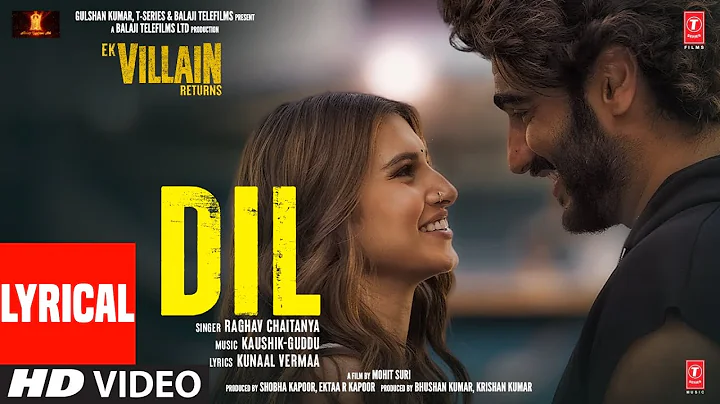 GULSHAN KUMAR, T-SERIES & BALAJI TELEFILMS PRESENT
A BALAJI TELEFILMS LTD PRODUCTION
EK
VILLAIN
RETURNS
T-SERIES
FILMS
DIL
LYRICAL
SINGER RAGHAV CHAITANYA
MUSIC KAUSHIK-GUDDU
LYRICS KUNAAL VERMAA
A FILM BY MOHIT SURI
PRODUCED BY SHOBHA KAPOOR, EKTAA R KAPOOR PRODUCED BY BHUSHAN KUMAR, KRISHAN KUMAR
HD VIDEO
T-SERIES
MUSIC